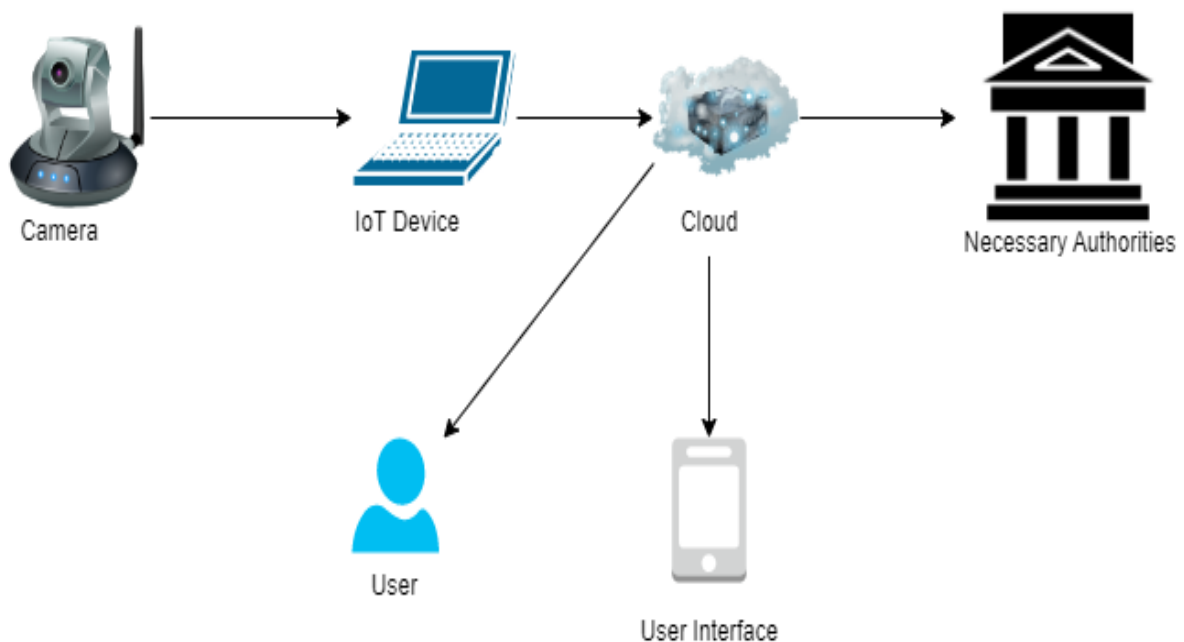 Camera
IoT Device
Cloud
Necessary Authorities
User
User Interface